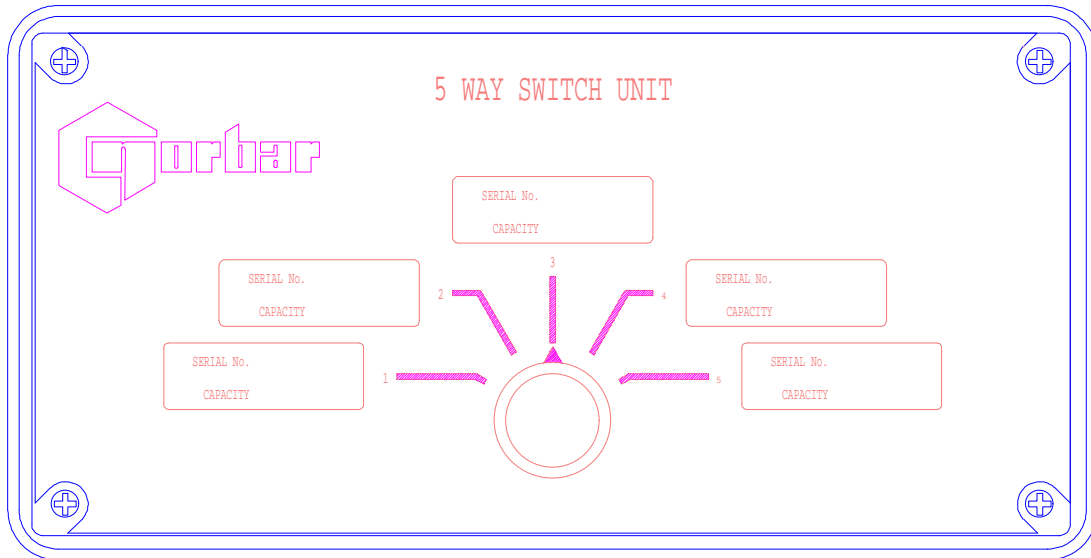 5 WAY SWITCH UNIT
Gorbar
SERIAL No.
CAPACITY
3
SERIAL No.
CAPACITY
2
4
SERIAL No.
CAPACITY
SERIAL No.
CAPACITY
1
5
SERIAL No.
CAPACITY